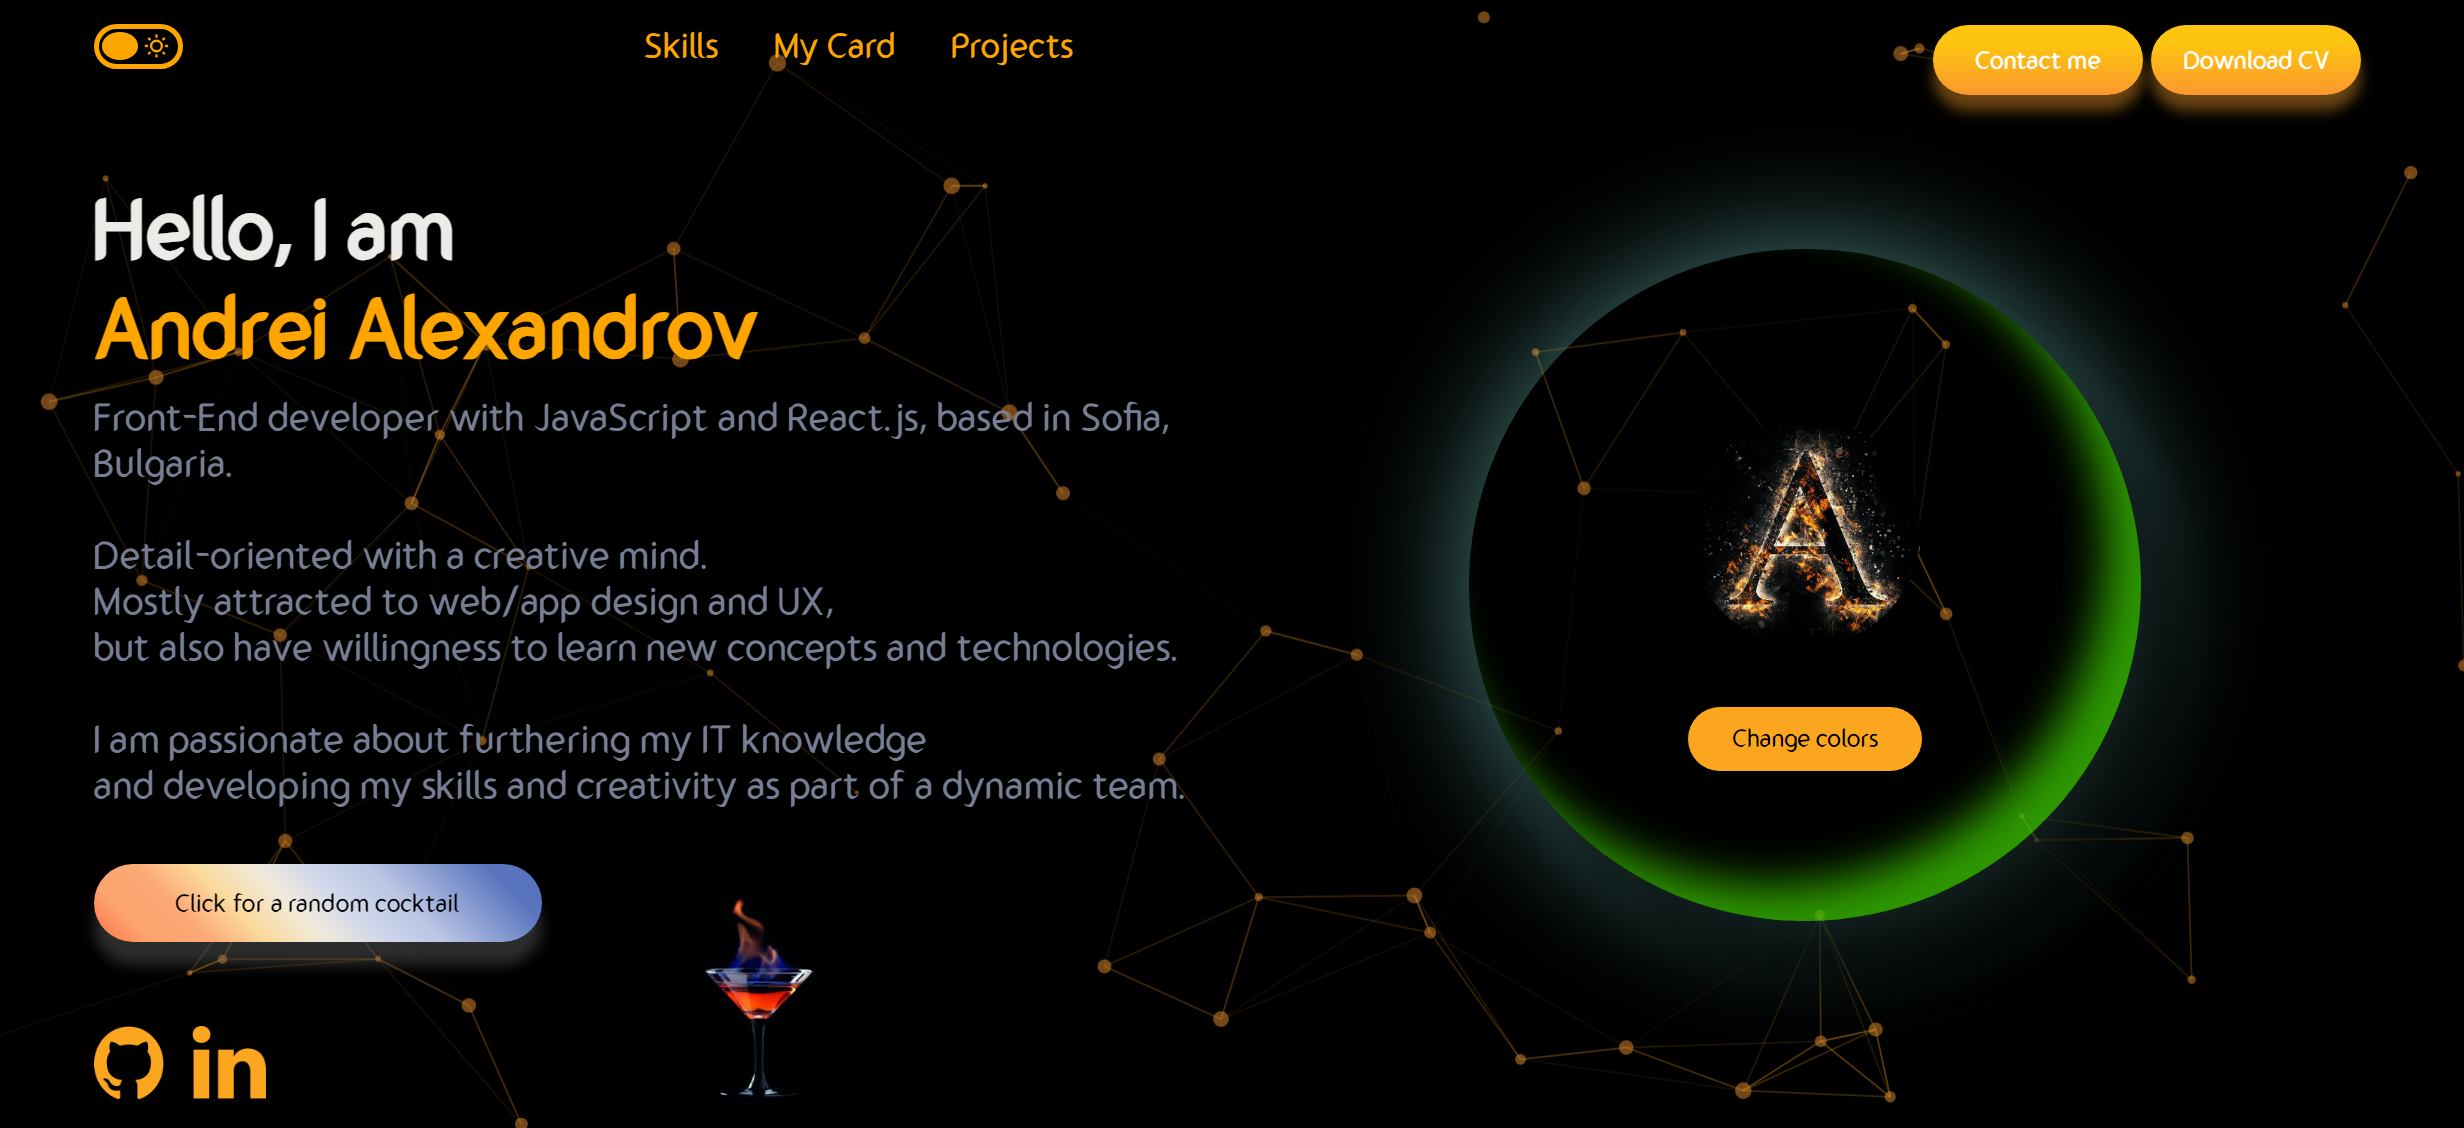 Skills My Card Projects
Contact me Download CV
Hello, I am
Andrei Alexandrov
Front-End developer with JavaScript and React.js, based in Sofia,
Bulgaria.
Detail-oriented with a creative mind.
Mostly attracted to web/app design and UX,
but also have willingness to learn new concepts and technologies.
I am passionate about furthering my IT knowledge
and developing my skills and creativity as part of a dynamic team.
Click for a random cocktail
in
A
Change colors